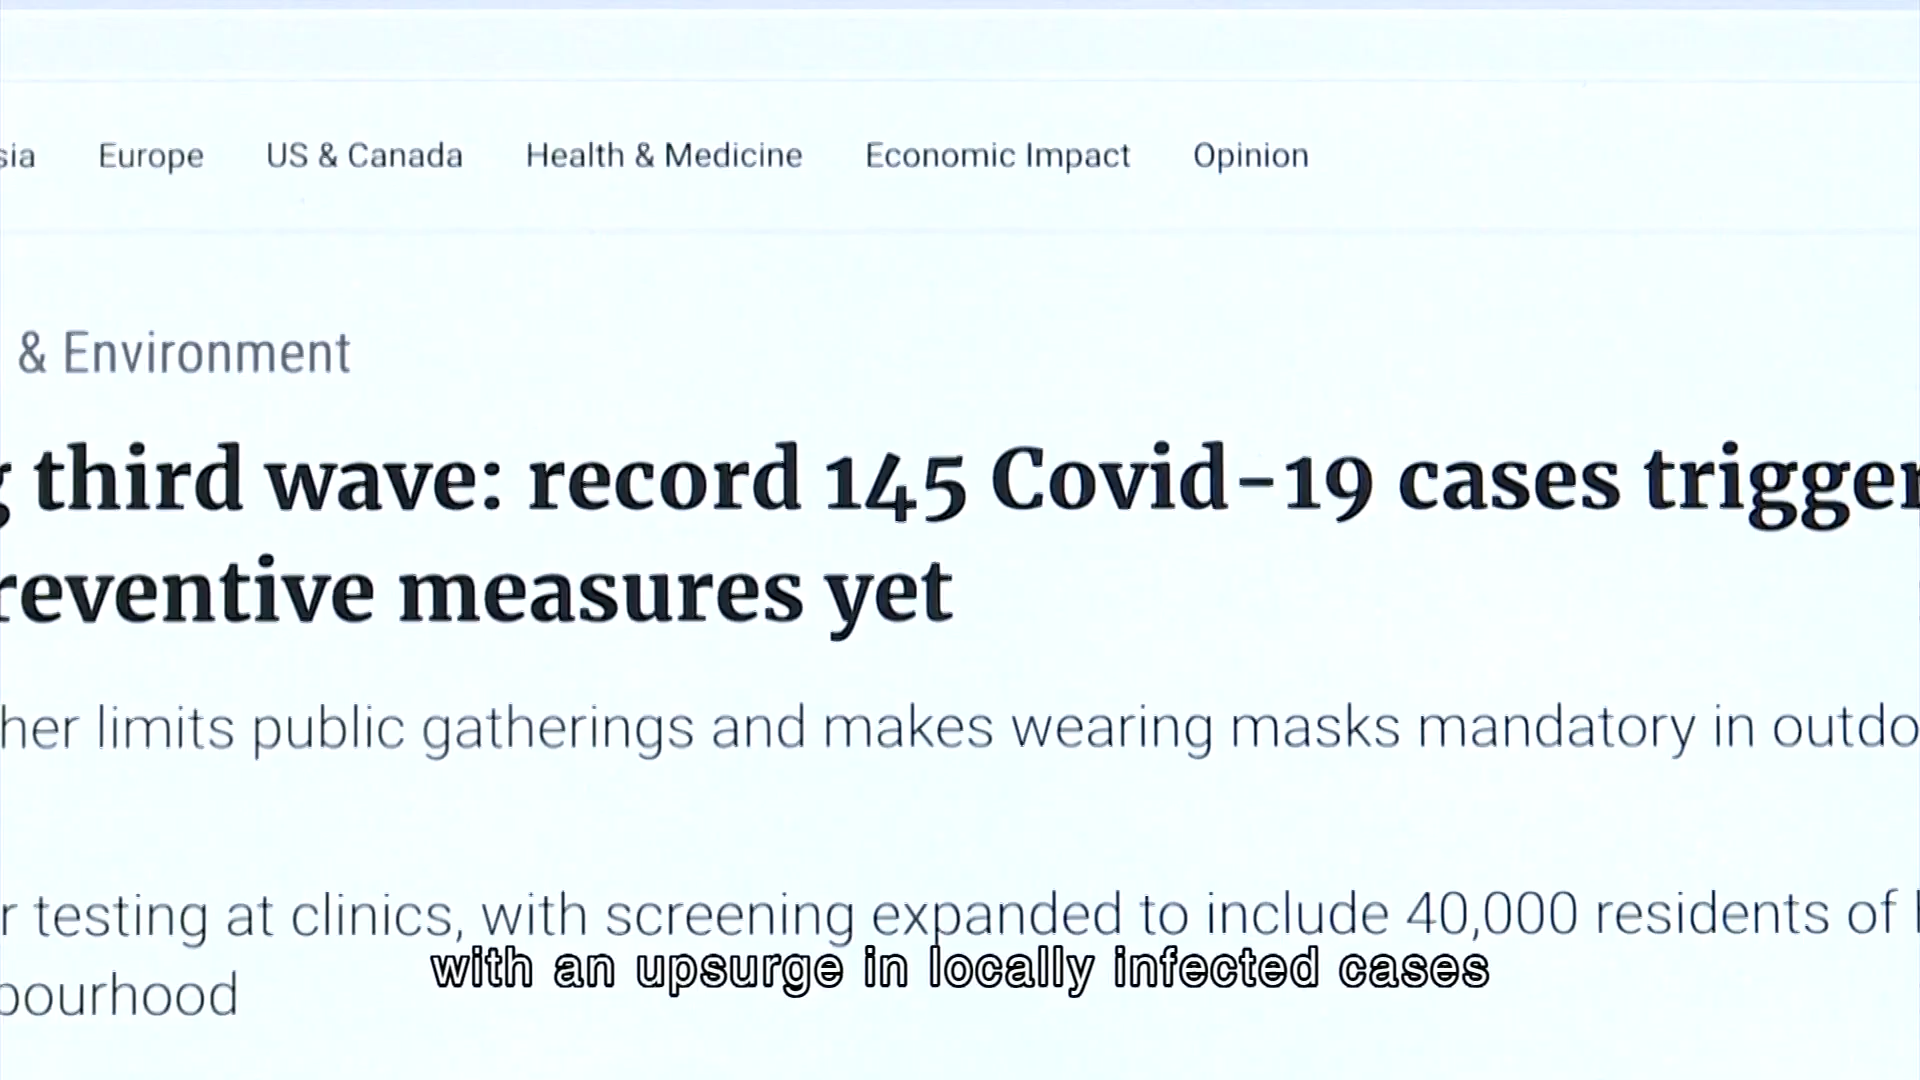 sia Europe US & Canada Health & Medicine Economic Impact Opinion
& Environment
g third wave: record 145 Covid-19 cases trigger
reventive measures yet
her limits public gatherings and makes wearing masks mandatory in outdo
r testing at clinics, with screening expanded to include 40,000 residents of
bourhood
with an upsurge in locally infected cases